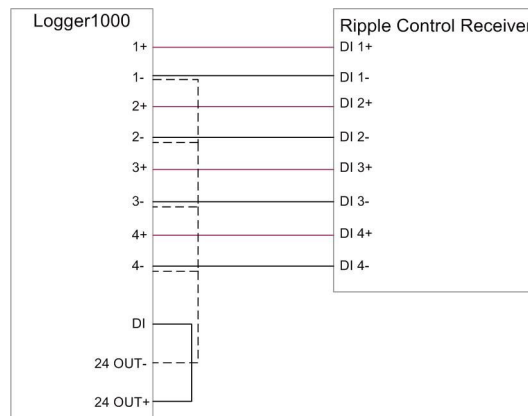 Logger1000
Ripple Control Receiver
1+
DI 1+
1-
DI 1-
2+
DI 2+
2-
DI 2-
3+
DI 3+
3-
DI 3-
4+
DI 4+
4-
DI 4-
DI
24 OUT-
24 OUT+